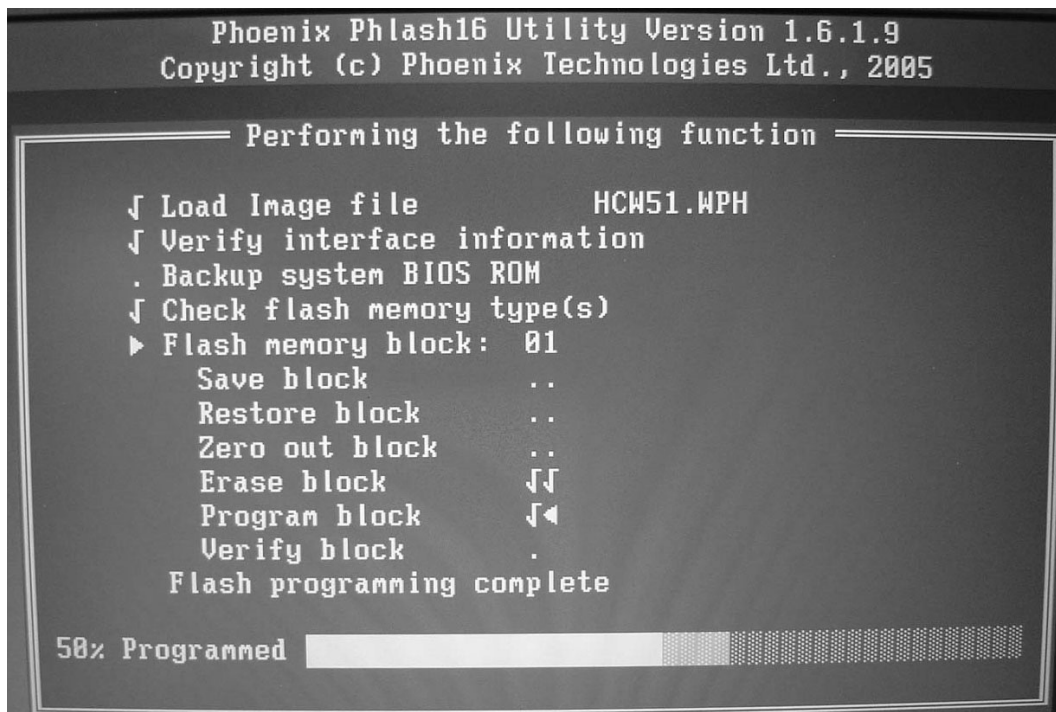 Phoenix Phlash16 Utility Version 1.6.1.9
Copyright (c) Phoenix Technologies Ltd., 2005
Performing the following function
√ Load Image file HCW51.WPH
√ Verify interface information
. Backup system BIOS ROM
√ Check flash memory type(s)
► Flash memory block: 01
Save block ..
Restore block ..
Zero out block ..
Erase block √√
Program block √◄
Verify block .
Flash programming complete
50% Programmed